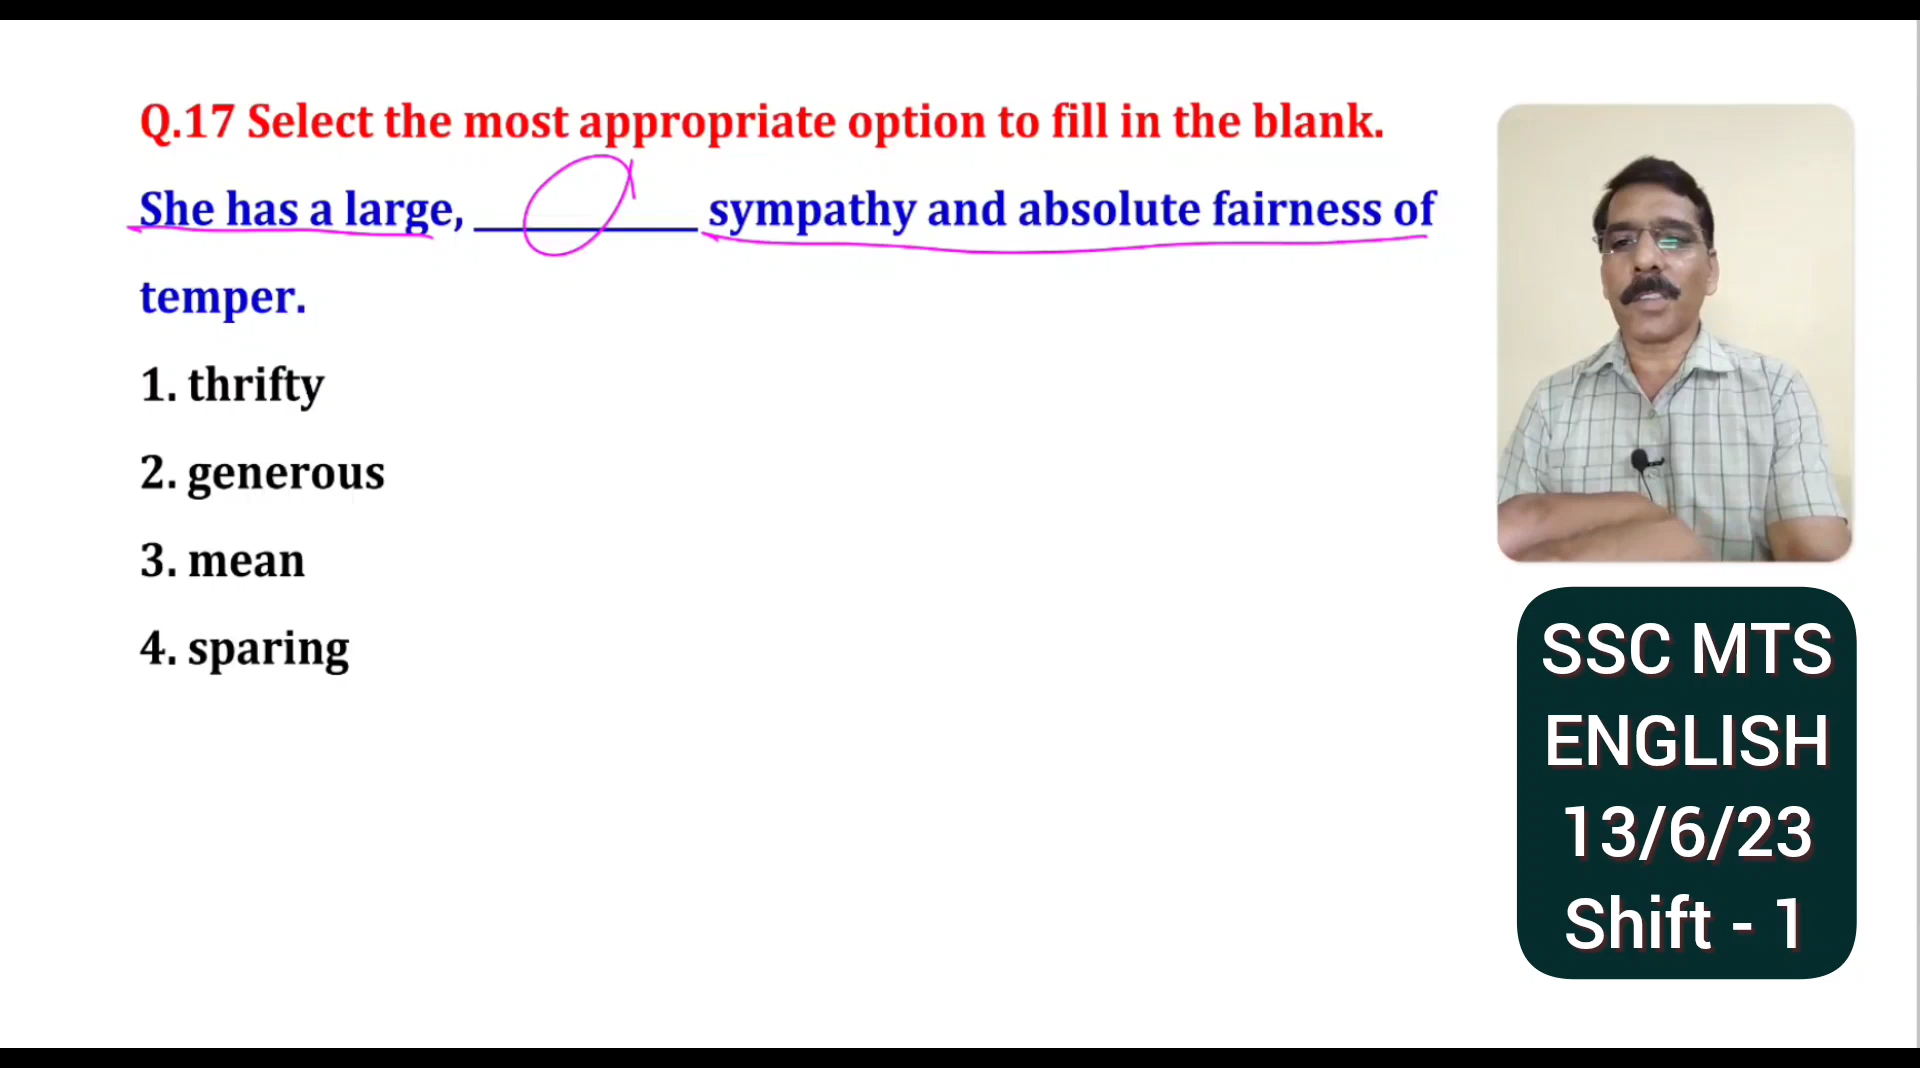 Q.17 Select the most appropriate option to fill in the blank.
She has a large, __________ sympathy and absolute fairness of
temper.
1. thrifty
2. generous
3. mean
4. sparing
SSC MTS
ENGLISH
13/6/23
Shift - 1